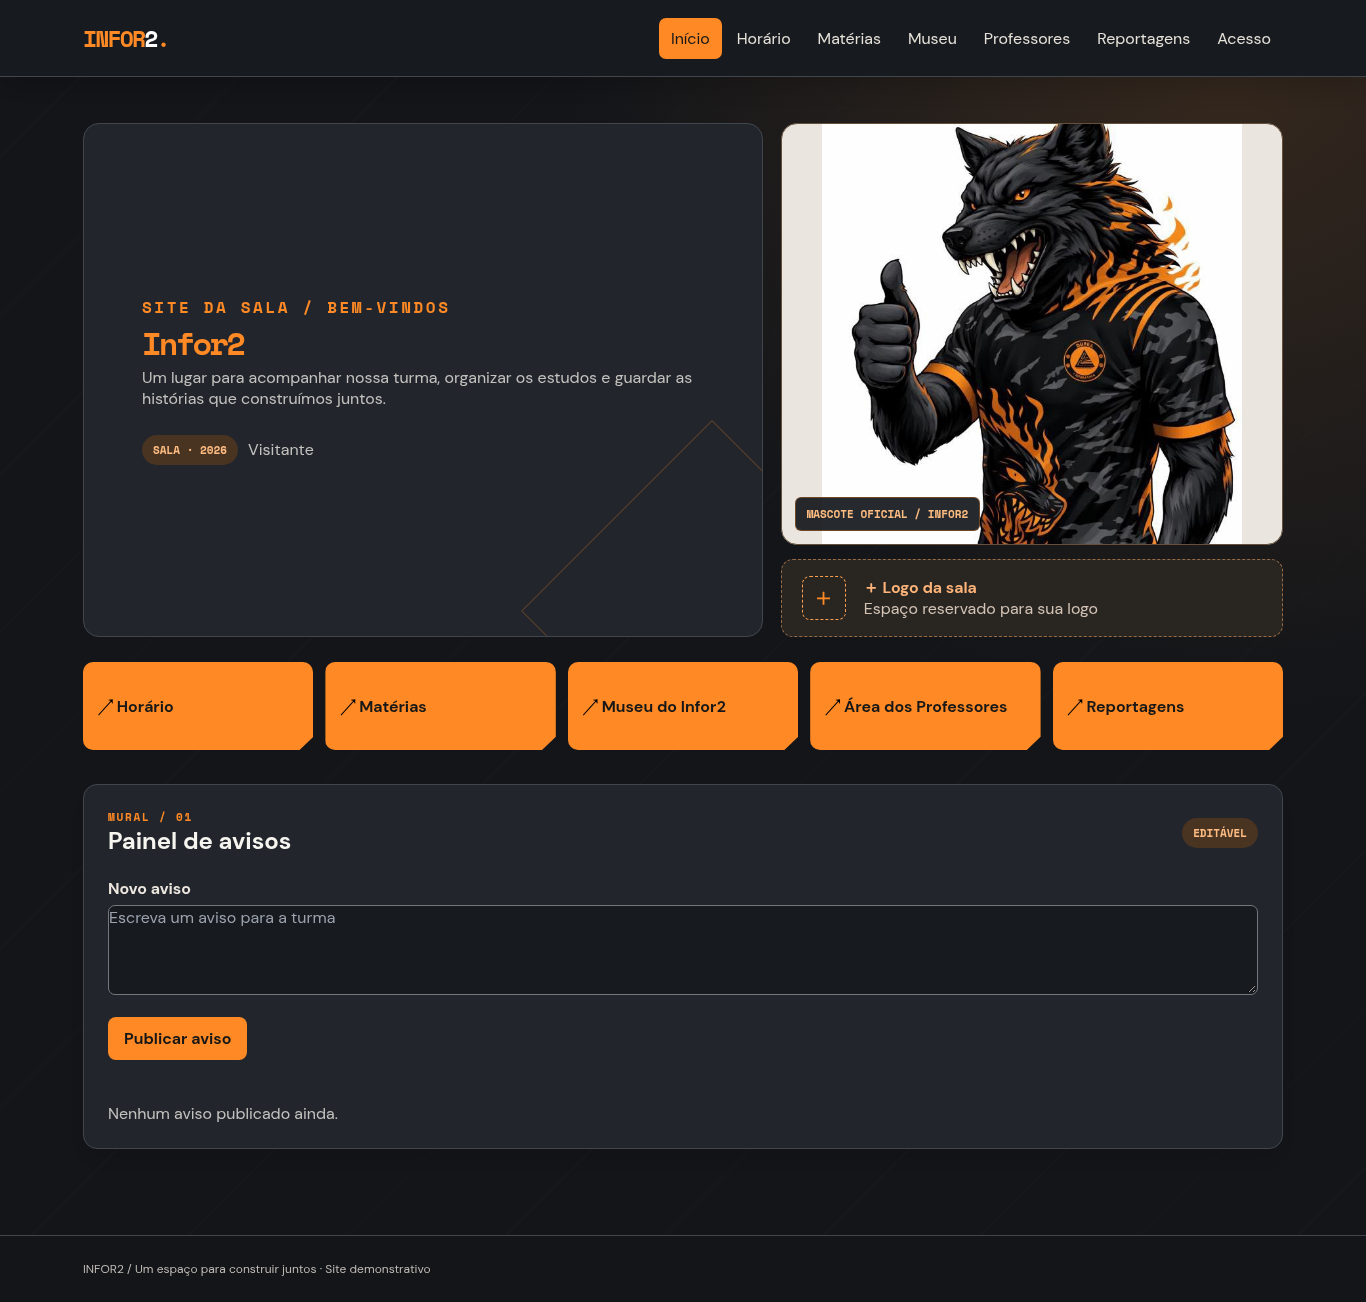 INFOR2.
Início
Horário
Matérias
Museu
Professores
Reportagens
Acesso
SITE DA SALA / BEM-VINDOS
Infor2
Um lugar para acompanhar nossa turma, organizar os estudos e guardar as
histórias que construímos juntos.
SALA · 2026
Visitante
MASCOTE OFICIAL / INFOR2
+
+ Logo da sala
Espaço reservado para sua logo
↗ Horário
↗ Matérias
↗ Museu do Infor2
↗ Área dos Professores
↗ Reportagens
MURAL / 01
Painel de avisos
EDITÁVEL
Novo aviso
Escreva um aviso para a turma
Publicar aviso
Nenhum aviso publicado ainda.
INFOR2 / Um espaço para construir juntos · Site demonstrativo